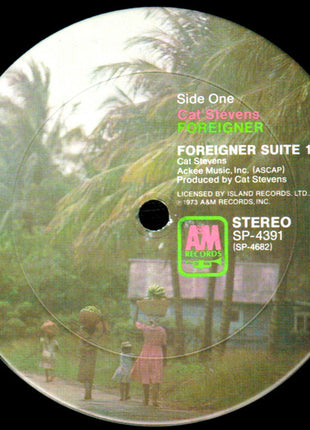 Side One
Cat Stevens
FOREIGNER
FOREIGNER SUITE 1
Cat Stevens
Ackee Music, Inc. (ASCAP)
Produced by Cat Stevens
LICENSED BY ISLAND RECORDS. LTD...
℗1973 A&M RECORDS, INC.
STEREO
SP-4391
(SP-4682)
A&M
RECORDS